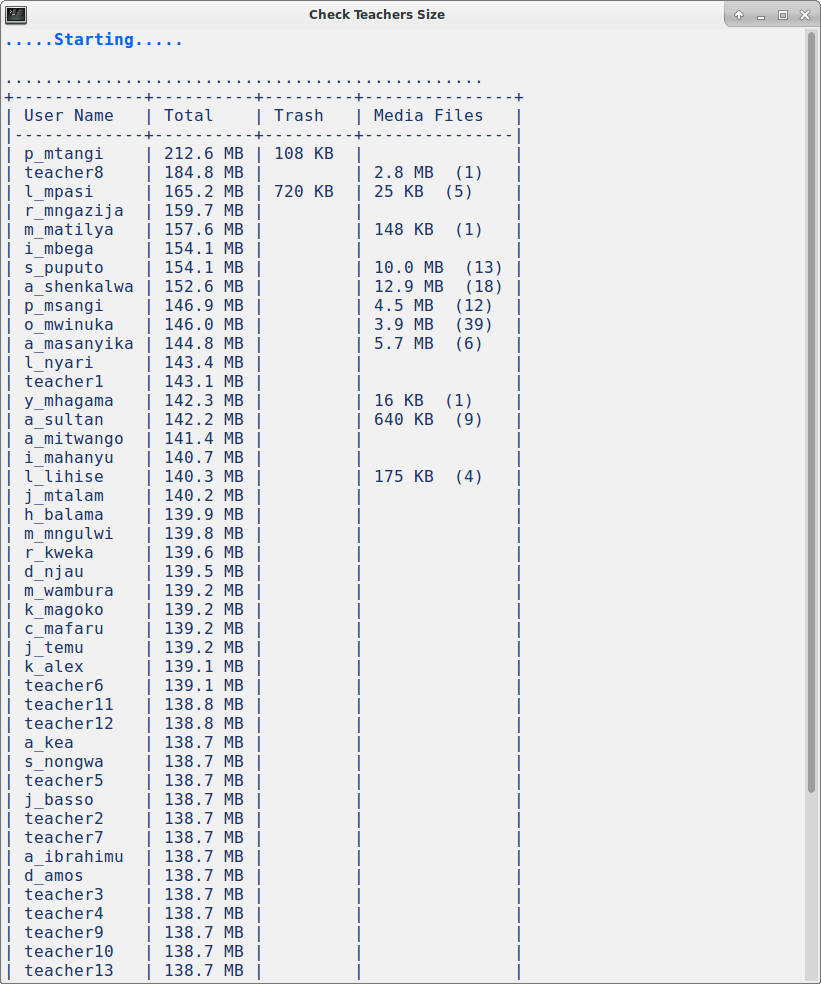 Check Teachers Size
.....Starting.....
................................................
+-------------+----------+---------+---------------+
| User Name   | Total    | Trash   | Media Files   |
|-------------+----------+---------+---------------|
| p_mtangi    | 212.6 MB | 108 KB  |               |
| teacher8    | 184.8 MB |         | 2.8 MB  (1)   |
| l_mpasi     | 165.2 MB | 720 KB  | 25 KB  (5)    |
| r_mngazija  | 159.7 MB |         |               |
| m_matilya   | 157.6 MB |         | 148 KB  (1)   |
| i_mbega     | 154.1 MB |         |               |
| s_puputo    | 154.1 MB |         | 10.0 MB  (13) |
| a_shenkalwa | 152.6 MB |         | 12.9 MB  (18) |
| p_msangi    | 146.9 MB |         | 4.5 MB  (12)  |
| o_mwinuka   | 146.0 MB |         | 3.9 MB  (39)  |
| a_masanyika | 144.8 MB |         | 5.7 MB  (6)   |
| l_nyari     | 143.4 MB |         |               |
| teacher1    | 143.1 MB |         |               |
| y_mhagama   | 142.3 MB |         | 16 KB  (1)    |
| a_sultan    | 142.2 MB |         | 640 KB  (9)   |
| a_mitwango  | 141.4 MB |         |               |
| i_mahanyu   | 140.7 MB |         |               |
| l_lihise    | 140.3 MB |         | 175 KB  (4)   |
| j_mtalam    | 140.2 MB |         |               |
| h_balama    | 139.9 MB |         |               |
| m_mngulwi   | 139.8 MB |         |               |
| r_kweka     | 139.6 MB |         |               |
| d_njau      | 139.5 MB |         |               |
| m_wambura   | 139.2 MB |         |               |
| k_magoko    | 139.2 MB |         |               |
| c_mafaru    | 139.2 MB |         |               |
| j_temu      | 139.2 MB |         |               |
| k_alex      | 139.1 MB |         |               |
| teacher6    | 139.1 MB |         |               |
| teacher11   | 138.8 MB |         |               |
| teacher12   | 138.8 MB |         |               |
| a_kea       | 138.7 MB |         |               |
| s_nongwa    | 138.7 MB |         |               |
| teacher5    | 138.7 MB |         |               |
| j_basso     | 138.7 MB |         |               |
| teacher2    | 138.7 MB |         |               |
| teacher7    | 138.7 MB |         |               |
| a_ibrahimu  | 138.7 MB |         |               |
| d_amos      | 138.7 MB |         |               |
| teacher3    | 138.7 MB |         |               |
| teacher4    | 138.7 MB |         |               |
| teacher9    | 138.7 MB |         |               |
| teacher10   | 138.7 MB |         |               |
| teacher13   | 138.7 MB |         |               |